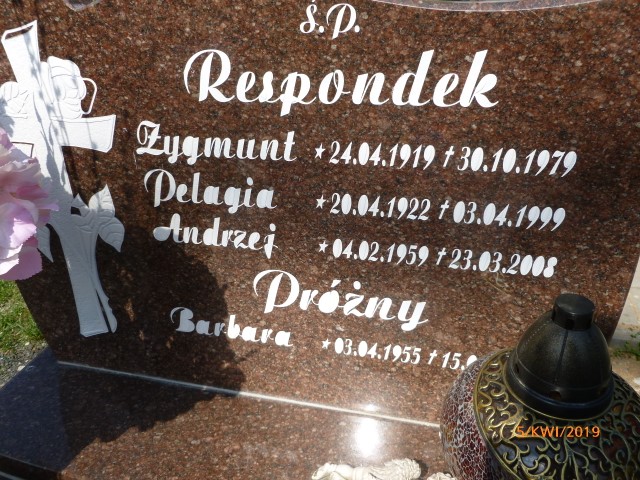 Ś.P.
Respondek
Zygmunt ★24.04.1919 ✝30.10.1979
Pelagia ★20.04.1922 ✝03.04.1999
Andrzej ★04.02.1959 ✝23.03.2008
Próżny
Barbara ★03.04.1955 ✝15.
5/KWI/2019